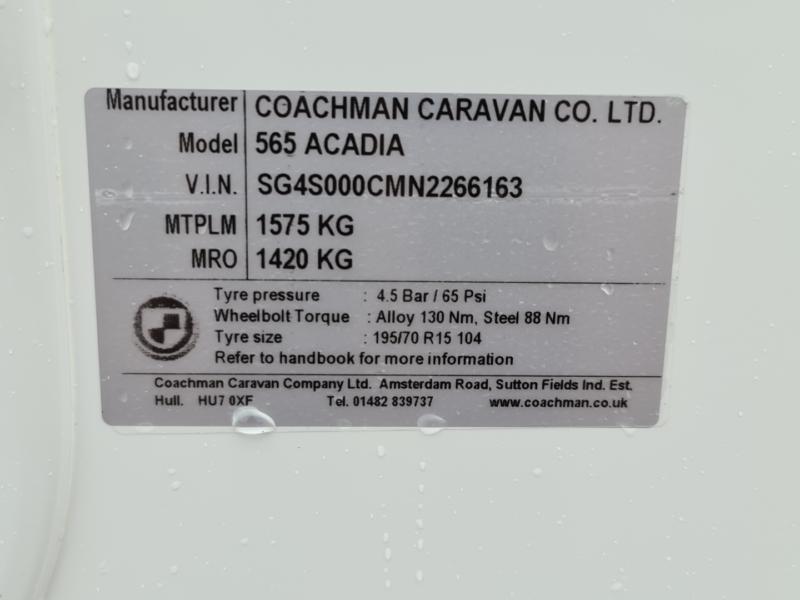 Manufacturer COACHMAN CARAVAN CO. LTD.
Model 565 ACADIA
V.I.N. SG4S000CMN2266163
MTPLM 1575 KG
MRO 1420 KG
Tyre pressure : 4.5 Bar / 65 Psi
Wheelbolt Torque : Alloy 130 Nm, Steel 88 Nm
Tyre size : 195/70 R15 104
Refer to handbook for more information
Coachman Caravan Company Ltd. Amsterdam Road, Sutton Fields Ind. Est.
Hull. HU7 0XF Tel. 01482 839737 www.coachman.co.uk